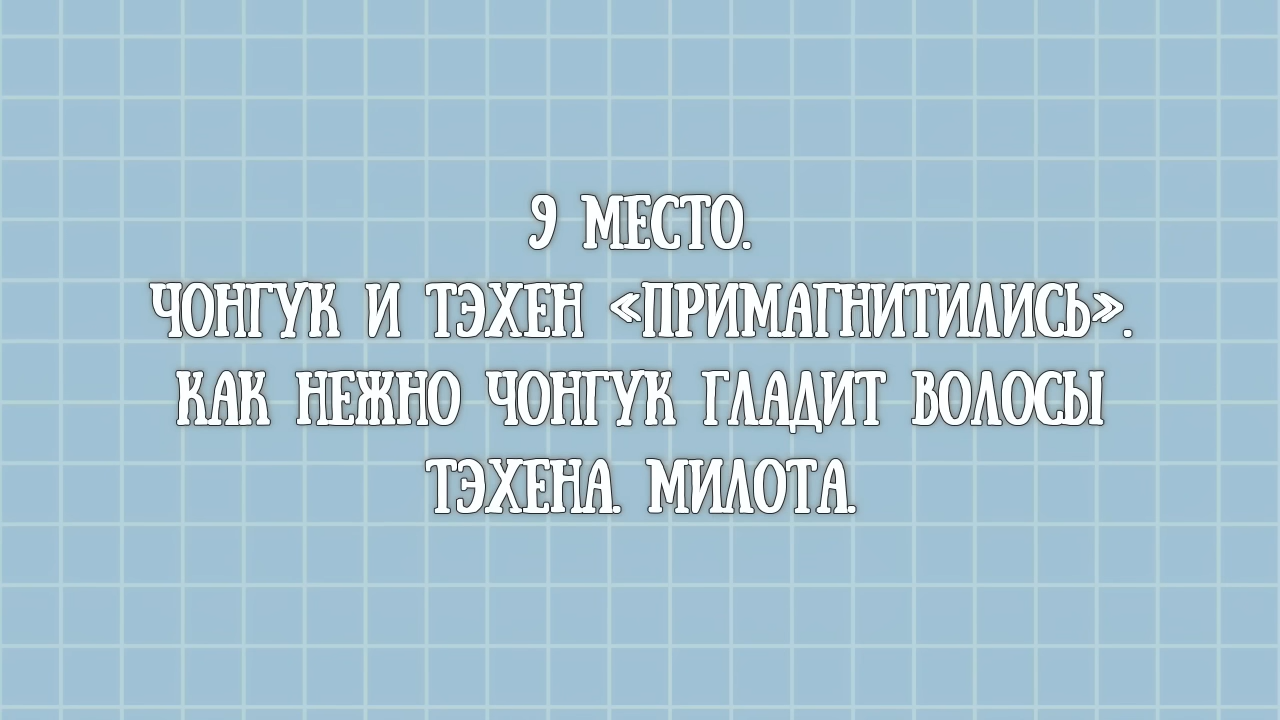 9 МЕСТО.
ЧОНГУК И ТЭХЕН «ПРИМАГНИТИЛИСЬ».
КАК НЕЖНО ЧОНГУК ГЛАДИТ ВОЛОСЫ
ТЭХЕНА. МИЛОТА.